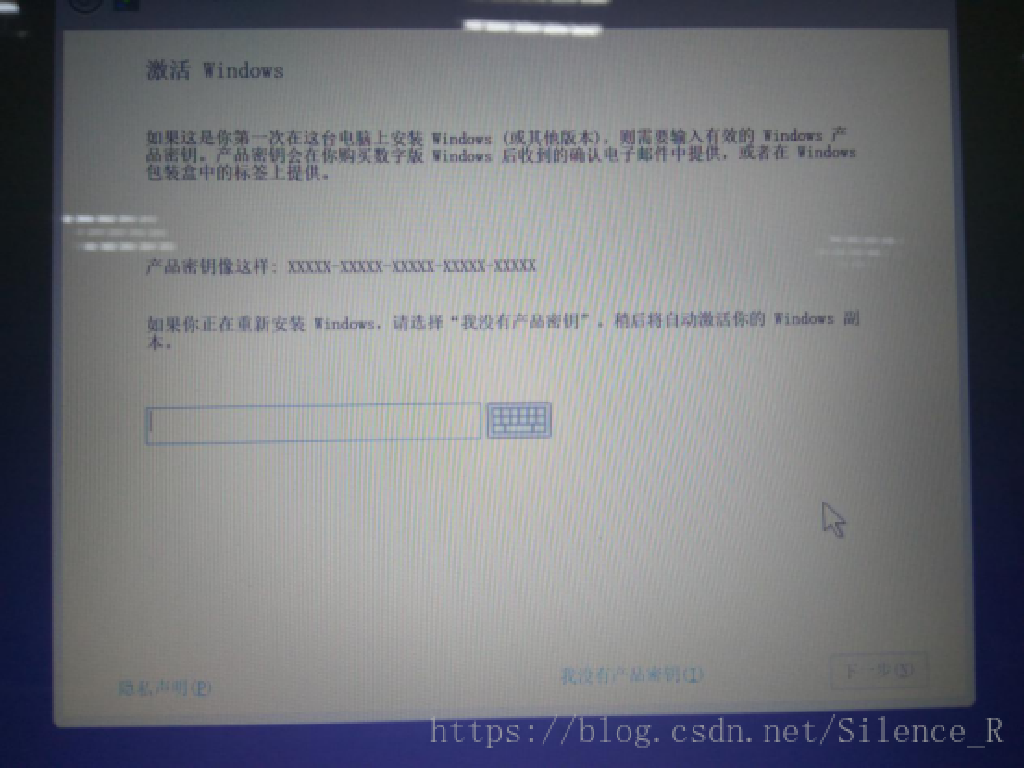 激活 Windows
如果这是你第一次在这台电脑上安装 Windows (或其他版本)，则需要输入有效的 Windows 产
品密钥。产品密钥会在你购买数字版 Windows 后收到的确认电子邮件中提供，或者在 Windows
包装盒中的标签上提供。
产品密钥像这样: XXXXX-XXXXX-XXXXX-XXXXX-XXXXX
如果你正在重新安装 Windows，请选择“我没有产品密钥”。稍后将自动激活你的 Windows 副
本。
隐私声明(P)
我没有产品密钥(I)
下一步(N)
https://blog.csdn.net/Silence_R